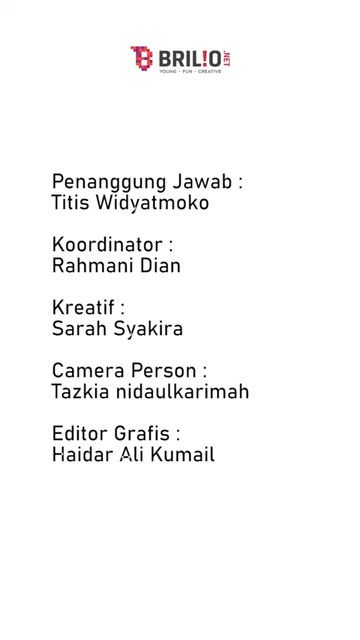 BRIL!O.NET
YOUNG • FUN • CREATIVE
Penanggung Jawab :
Titis Widyatmoko
Koordinator :
Rahmani Dian
Kreatif :
Sarah Syakira
Camera Person :
Tazkia nidaulkarimah
Editor Grafis :
Haidar Ali Kumail